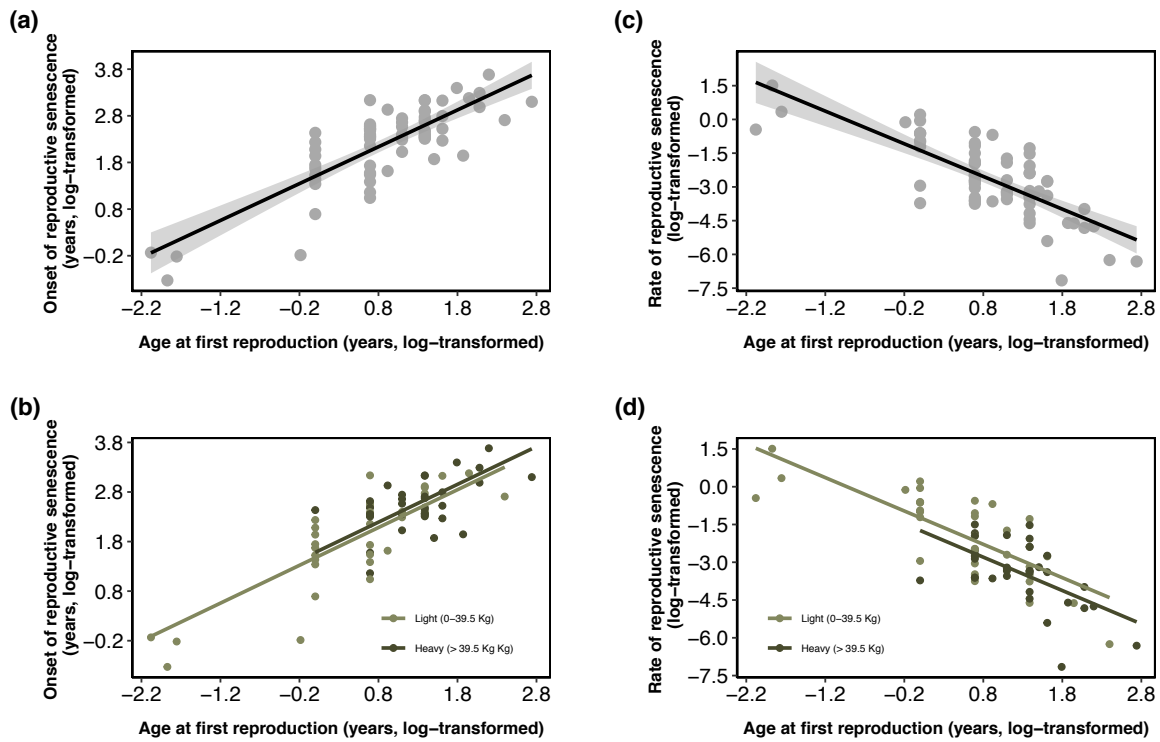 (a)
Onset of reproductive senescence
(years, log−transformed)
3.8
2.8
1.8
0.8
−0.2
−2.2 −1.2 −0.2 0.8 1.8 2.8
Age at first reproduction (years, log−transformed)
(c)
Rate of reproductive senescence
(log−transformed)
1.5
0.0
−1.5
−3.0
−4.5
−6.0
−7.5
−2.2 −1.2 −0.2 0.8 1.8 2.8
Age at first reproduction (years, log−transformed)
(b)
Onset of reproductive senescence
(years, log−transformed)
3.8
2.8
1.8
0.8
−0.2
Light (0−39.5 Kg)
Heavy (> 39.5 Kg Kg)
−2.2 −1.2 −0.2 0.8 1.8 2.8
Age at first reproduction (years, log−transformed)
(d)
Rate of reproductive senescence
(log−transformed)
1.5
0.0
−1.5
−3.0
−4.5
−6.0
−7.5
Light (0−39.5 Kg)
Heavy (> 39.5 Kg)
−2.2 −1.2 −0.2 0.8 1.8 2.8
Age at first reproduction (years, log−transformed)